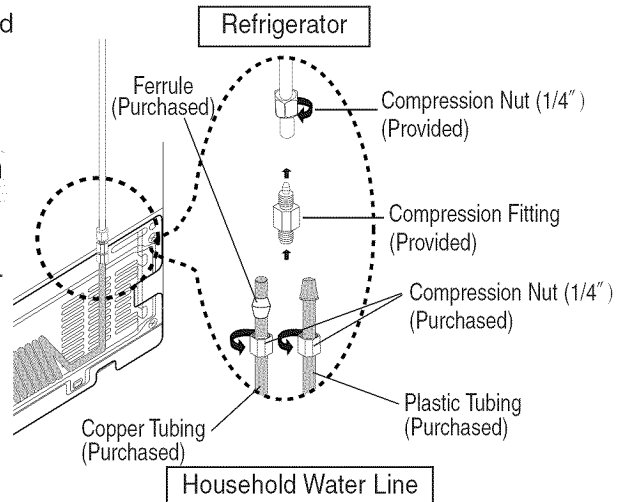 d
Refrigerator
Ferrule
(Purchased)
Compression Nut (1/4″)
(Provided)
Compression Fitting
(Provided)
Compression Nut (1/4″)
(Purchased)
Plastic Tubing
(Purchased)
Copper Tubing
(Purchased)
Household Water Line